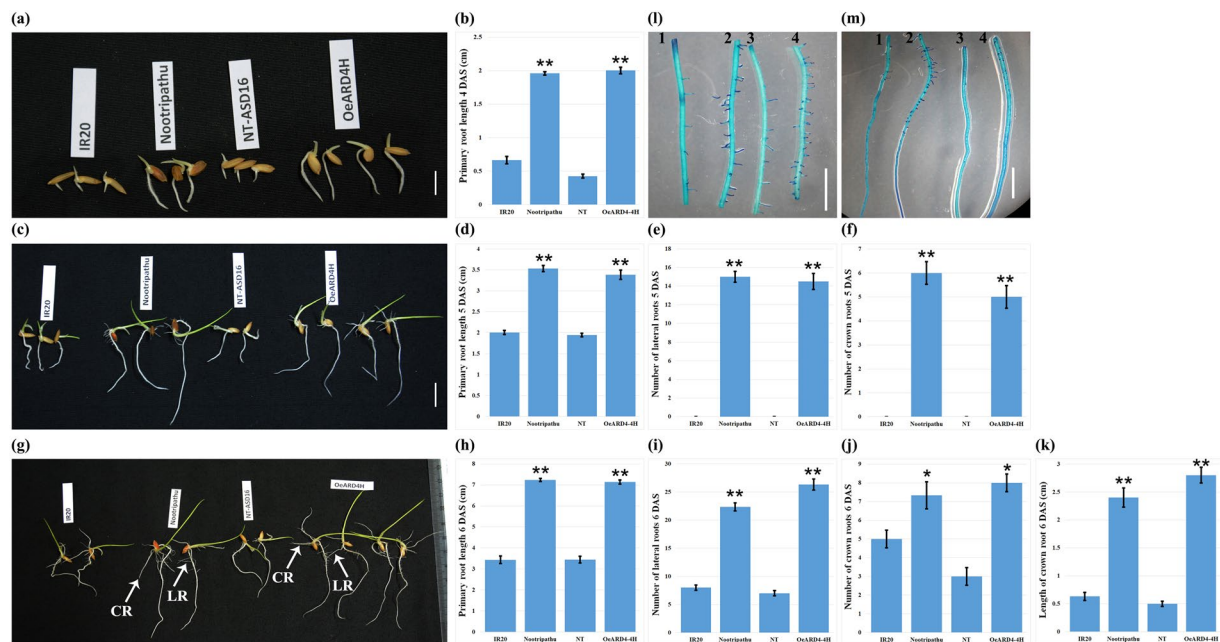 (a)
IR20
Nootripathu
NT-ASD16
OeARD4H
(b)
Primary root length 4 DAS (cm)
2.5
2
1.5
1
0.5
0
**
**
IR20
Nootripathu
NT
OeARD4-4H
(l)
1
2
3
4
(m)
1
2
3
4
(c)
IR20
Nootripathu
NT-ASD16
OeARD4H
(d)
Primary root length 5 DAS (cm)
4
3.5
3
2.5
2
1.5
1
0.5
0
**
**
IR20
Nootripathu
NT
OeARD4-4H
(e)
Number of lateral roots 5 DAS
18
16
14
12
10
8
6
4
2
0
**
**
IR20
Nootripathu
NT
OeARD4-4H
(f)
Number of crown roots 5 DAS
7
6
5
4
3
2
1
0
**
**
IR20
Nootripathu
NT
OeARD4-4H
(g)
IR20
Nootripathu
NT-ASD16
OeARD4H
CR
LR
CR
LR
(h)
Primary root length 6 DAS (cm)
8
7
6
5
4
3
2
1
0
**
**
IR20
Nootripathu
NT
OeARD4-4H
(i)
Number of lateral roots 6 DAS
30
25
20
15
10
5
0
**
**
IR20
Nootripathu
NT
OeARD4-4H
(j)
Number of crown roots 6 DAS
9
8
7
6
5
4
3
2
1
0
*
*
IR20
Nootripathu
NT
OeARD4-4H
(k)
Length of crown root 6 DAS (cm)
3
2.5
2
1.5
1
0.5
0
**
**
IR20
Nootripathu
NT
OeARD4-4H